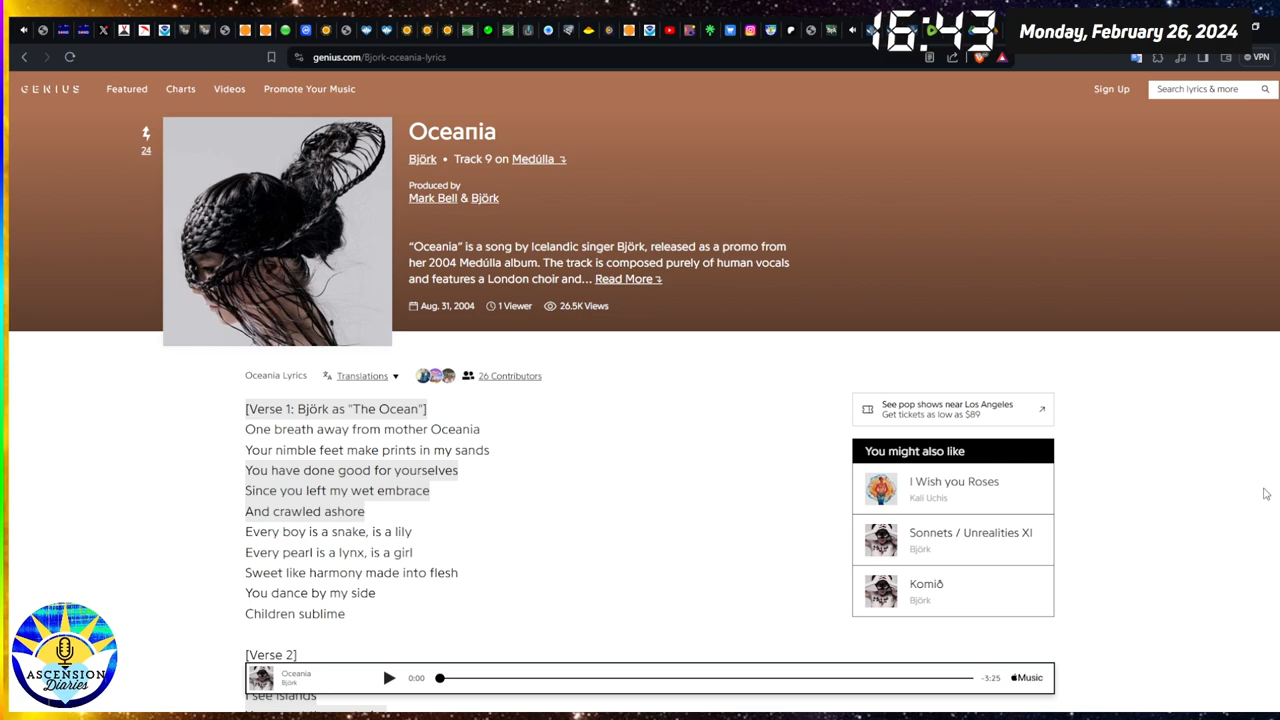 16:43
Monday, February 26, 2024
genius.com/Bjork-oceania-lyrics
VPN
GENIUS
Featured
Charts
Videos
Promote Your Music
Sign Up
Search lyrics & more
24
Oceania
Björk • Track 9 on Medúlla
Produced by
Mark Bell & Björk
“Oceania” is a song by Icelandic singer Björk, released as a promo from
her 2004 Medúlla album. The track is composed purely of human vocals
and features a London choir and... Read More
Aug. 31, 2004
1 Viewer
26.5K Views
Oceania Lyrics
Translations
26 Contributors
[Verse 1: Björk as "The Ocean"]
One breath away from mother Oceania
Your nimble feet make prints in my sands
You have done good for yourselves
Since you left my wet embrace
And crawled ashore
Every boy is a snake, is a lily
Every pearl is a lynx, is a girl
Sweet like harmony made into flesh
You dance by my side
Children sublime
[Verse 2]
I see islands
See pop shows near Los Angeles
Get tickets as low as $89
You might also like
I Wish you Roses
Kali Uchis
Sonnets / Unrealities XI
Björk
Komið
Björk
Oceania
Björk
0:00
-3:25
Music
ASCENSION
Diaries